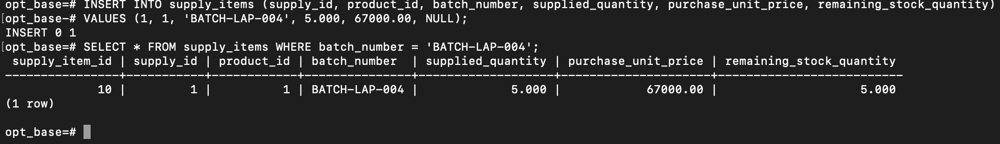 opt_base=# INSERT INTO supply_items (supply_id, product_id, batch_number, supplied_quantity, purchase_unit_price, remaining_stock_quantity)
[opt_base-# VALUES (1, 1, 'BATCH-LAP-004', 5.000, 67000.00, NULL);
INSERT 0 1
[opt_base=# SELECT * FROM supply_items WHERE batch_number = 'BATCH-LAP-004';
 supply_item_id | supply_id | product_id | batch_number  | supplied_quantity | purchase_unit_price | remaining_stock_quantity
----------------+-----------+------------+---------------+-------------------+---------------------+--------------------------
             10 |         1 |          1 | BATCH-LAP-004 |             5.000 |            67000.00 |                    5.000
(1 row)
opt_base=#